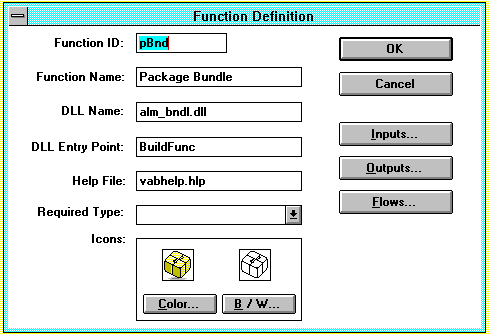 Function Definition
Function ID: pBnd
OK
Function Name: Package Bundle
Cancel
DLL Name: alm_bndl.dll
DLL Entry Point: BuildFunc
Inputs...
Help File: vabhelp.hlp
Outputs...
Required Type:
Flows...
Icons:
Color...
B / W...